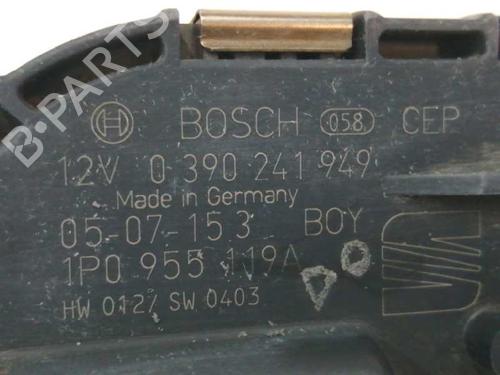 BOSCH 058 CEP
12V 0 390 241 949
Made in Germany
05-07-15 3 BOY
1P0 955 119A
HW 012/ SW 0403
B-PARTS